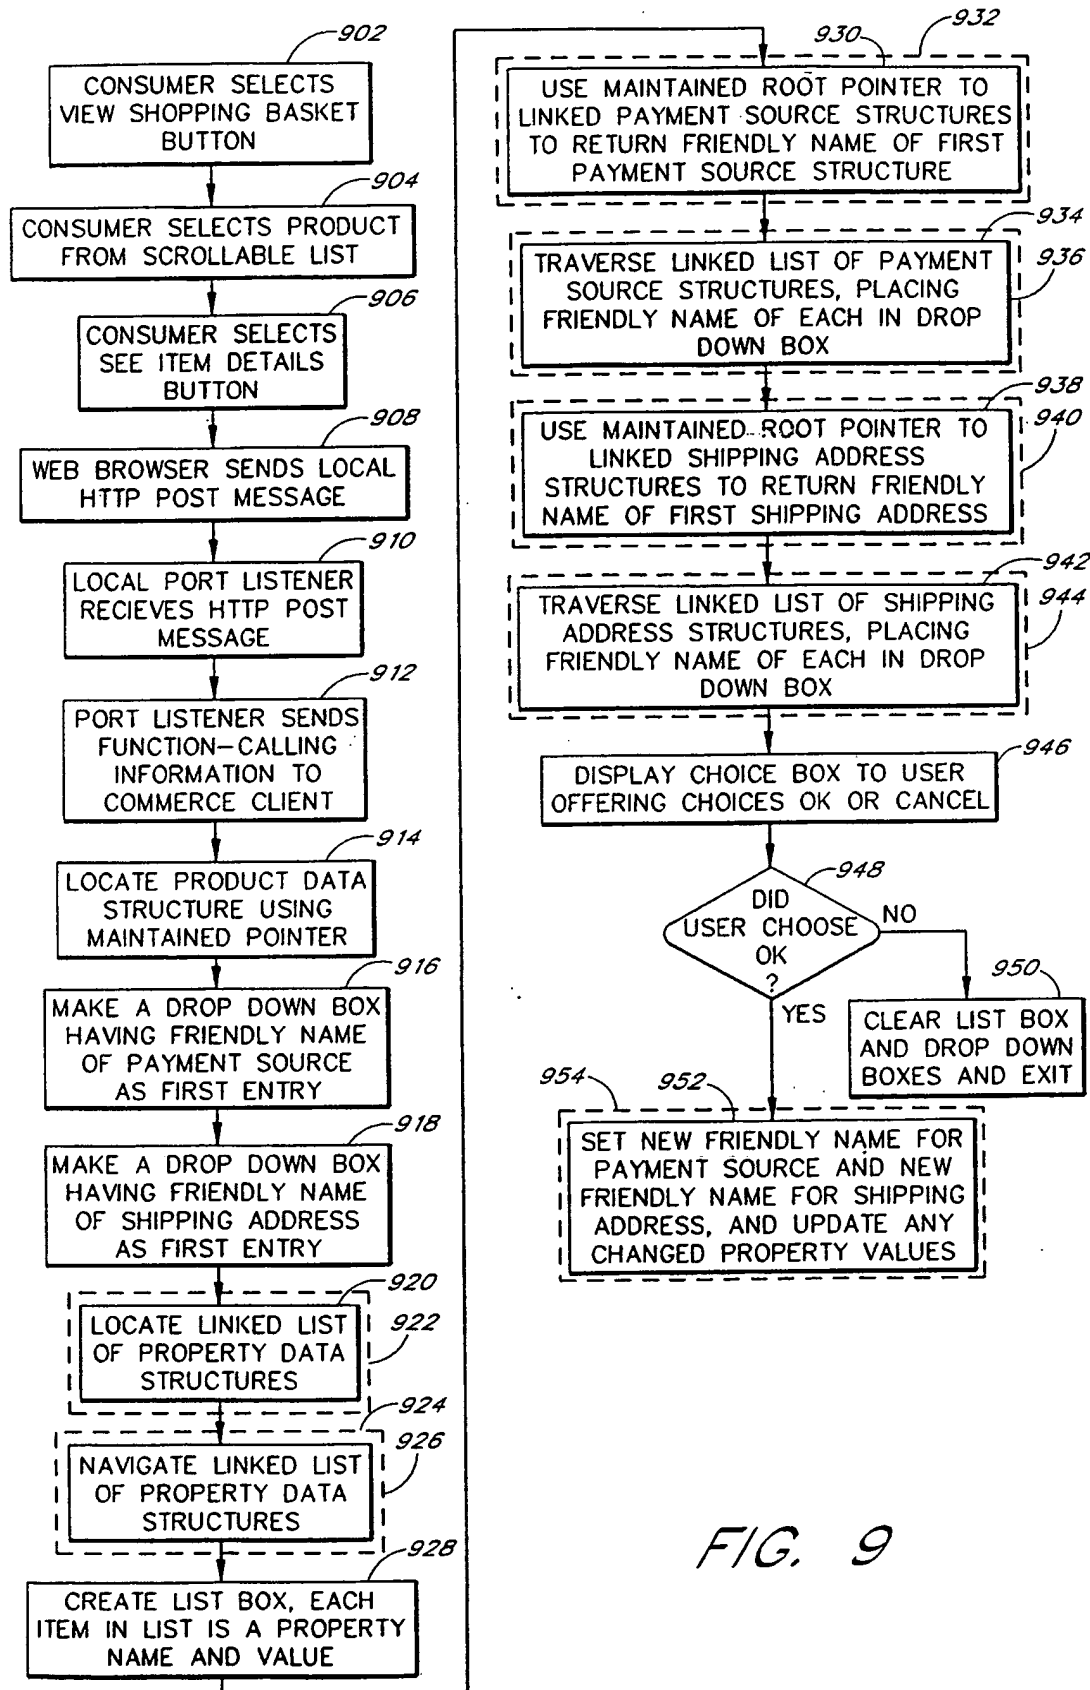 902
CONSUMER SELECTS
VIEW SHOPPING BASKET
BUTTON
904
CONSUMER SELECTS PRODUCT
FROM SCROLLABLE LIST
906
CONSUMER SELECTS
SEE ITEM DETAILS
BUTTON
908
WEB BROWSER SENDS LOCAL
HTTP POST MESSAGE
910
LOCAL PORT LISTENER
RECIEVES HTTP POST
MESSAGE
912
PORT LISTENER SENDS
FUNCTION-CALLING
INFORMATION TO
COMMERCE CLIENT
914
LOCATE PRODUCT DATA
STRUCTURE USING
MAINTAINED POINTER
916
MAKE A DROP DOWN BOX
HAVING FRIENDLY NAME
OF PAYMENT SOURCE
AS FIRST ENTRY
918
MAKE A DROP DOWN BOX
HAVING FRIENDLY NAME
OF SHIPPING ADDRESS
AS FIRST ENTRY
920
922
LOCATE LINKED LIST
OF PROPERTY DATA
STRUCTURES
924
926
NAVIGATE LINKED LIST
OF PROPERTY DATA
STRUCTURES
928
CREATE LIST BOX, EACH
ITEM IN LIST IS A PROPERTY
NAME AND VALUE
930
932
USE MAINTAINED ROOT POINTER TO
LINKED PAYMENT SOURCE STRUCTURES
TO RETURN FRIENDLY NAME OF FIRST
PAYMENT SOURCE STRUCTURE
934
936
TRAVERSE LINKED LIST OF PAYMENT
SOURCE STRUCTURES, PLACING
FRIENDLY NAME OF EACH IN DROP
DOWN BOX
938
940
USE MAINTAINED ROOT POINTER TO
LINKED SHIPPING ADDRESS
STRUCTURES TO RETURN FRIENDLY
NAME OF FIRST SHIPPING ADDRESS
942
944
TRAVERSE LINKED LIST OF SHIPPING
ADDRESS STRUCTURES, PLACING
FRIENDLY NAME OF EACH IN DROP
DOWN BOX
946
DISPLAY CHOICE BOX TO USER
OFFERING CHOICES OK OR CANCEL
948
DID
USER CHOOSE
OK
?
NO
YES
950
CLEAR LIST BOX
AND DROP DOWN
BOXES AND EXIT
954
952
SET NEW FRIENDLY NAME FOR
PAYMENT SOURCE AND NEW
FRIENDLY NAME FOR SHIPPING
ADDRESS, AND UPDATE ANY
CHANGED PROPERTY VALUES
FIG. 9